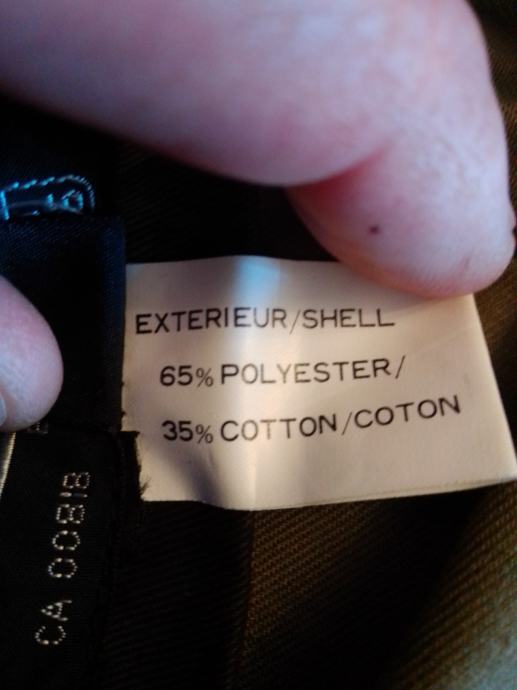 EXTERIEUR/SHELL
65% POLYESTER/
35% COTTON/COTON
CA 00818